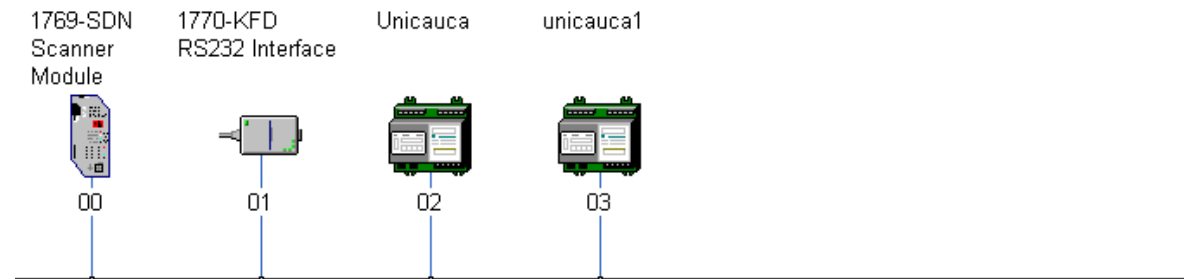 1769-SDN
Scanner
Module
1770-KFD
RS232 Interface
Unicauca
unicauca1
00
01
02
03